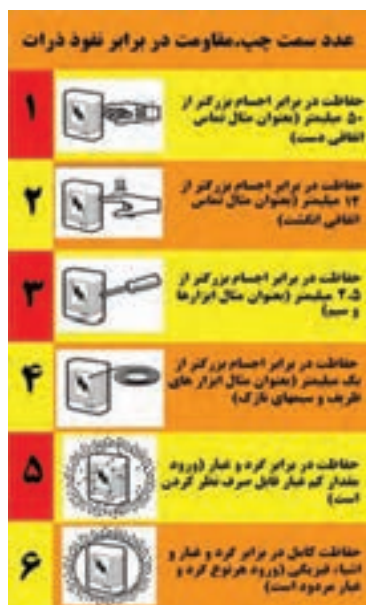 عدد سمت چپ.مقاومت در برابر نفوذ ذرات
۱
حفاظت در برابر اجسام بزرگتر از
۵۰ میلیمتر (بعنوان مثال تماس
اتفاقی دست)
۲
حفاظت در برابر اجسام بزرگتر از
۱۲ میلیمتر (بعنوان مثال تماس
اتفاقی انگشت)
۳
حفاظت در برابر اجسام بزرگتر از
۲.۵ میلیمتر (بعنوان مثال ابزارها
و سیم)
۴
حفاظت در برابر اجسام بزرگتر از
یک میلیمتر (بعنوان مثال ابزار های
ظریف و سیمهای نازک)
۵
حفاظت در برابر گرد و غبار (ورود
مقدار کم غبار قابل صرف نظر کردن
است)
۶
حفاظت کامل در برابر گرد و غبار و
اشیاء فیزیکی (ورود هرنوع گرد و
غبار مردود است)